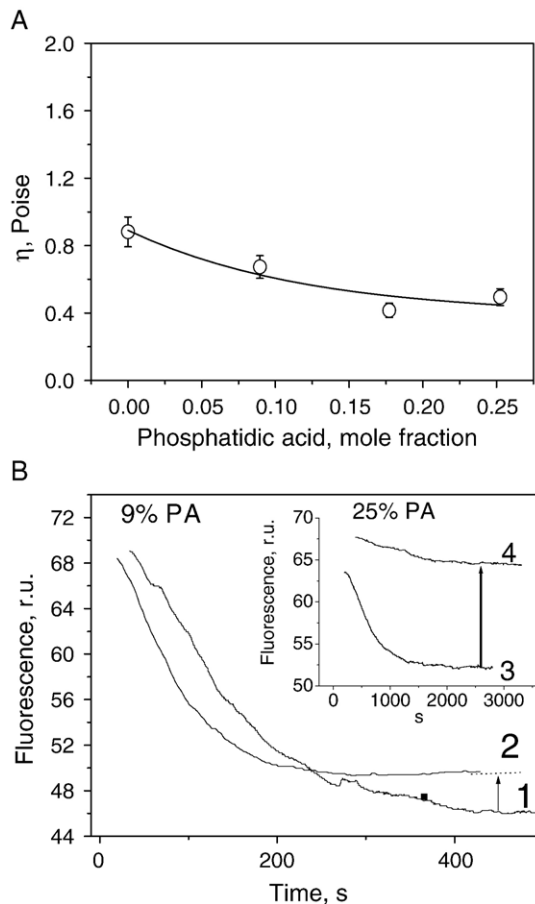 A
2.0
1.6
1.2
0.8
0.4
0.0
η, Poise
0.00 0.05 0.10 0.15 0.20 0.25
Phosphatidic acid, mole fraction
B
72
68
64
60
56
52
48
44
Fluorescence, r.u.
9% PA
25% PA
70
65
60
55
50
Fluorescence, r.u.
4
3
0 1000 2000 3000
s
2
1
0 200 400
Time, s